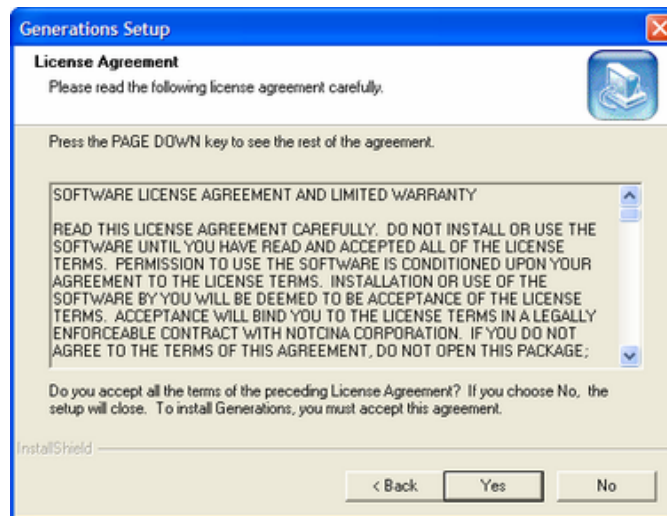 Generations Setup
License Agreement
Please read the following license agreement carefully.
Press the PAGE DOWN key to see the rest of the agreement.
SOFTWARE LICENSE AGREEMENT AND LIMITED WARRANTY
READ THIS LICENSE AGREEMENT CAREFULLY. DO NOT INSTALL OR USE THE
SOFTWARE UNTIL YOU HAVE READ AND ACCEPTED ALL OF THE LICENSE
TERMS. PERMISSION TO USE THE SOFTWARE IS CONDITIONED UPON YOUR
AGREEMENT TO THE LICENSE TERMS. INSTALLATION OR USE OF THE
SOFTWARE BY YOU WILL BE DEEMED TO BE ACCEPTANCE OF THE LICENSE
TERMS. ACCEPTANCE WILL BIND YOU TO THE LICENSE TERMS IN A LEGALLY
ENFORCEABLE CONTRACT WITH NOTCINA CORPORATION. IF YOU DO NOT
AGREE TO THE TERMS OF THIS AGREEMENT, DO NOT OPEN THIS PACKAGE;
Do you accept all the terms of the preceding License Agreement? If you choose No, the
setup will close. To install Generations, you must accept this agreement.
InstallShield
< Back Yes No